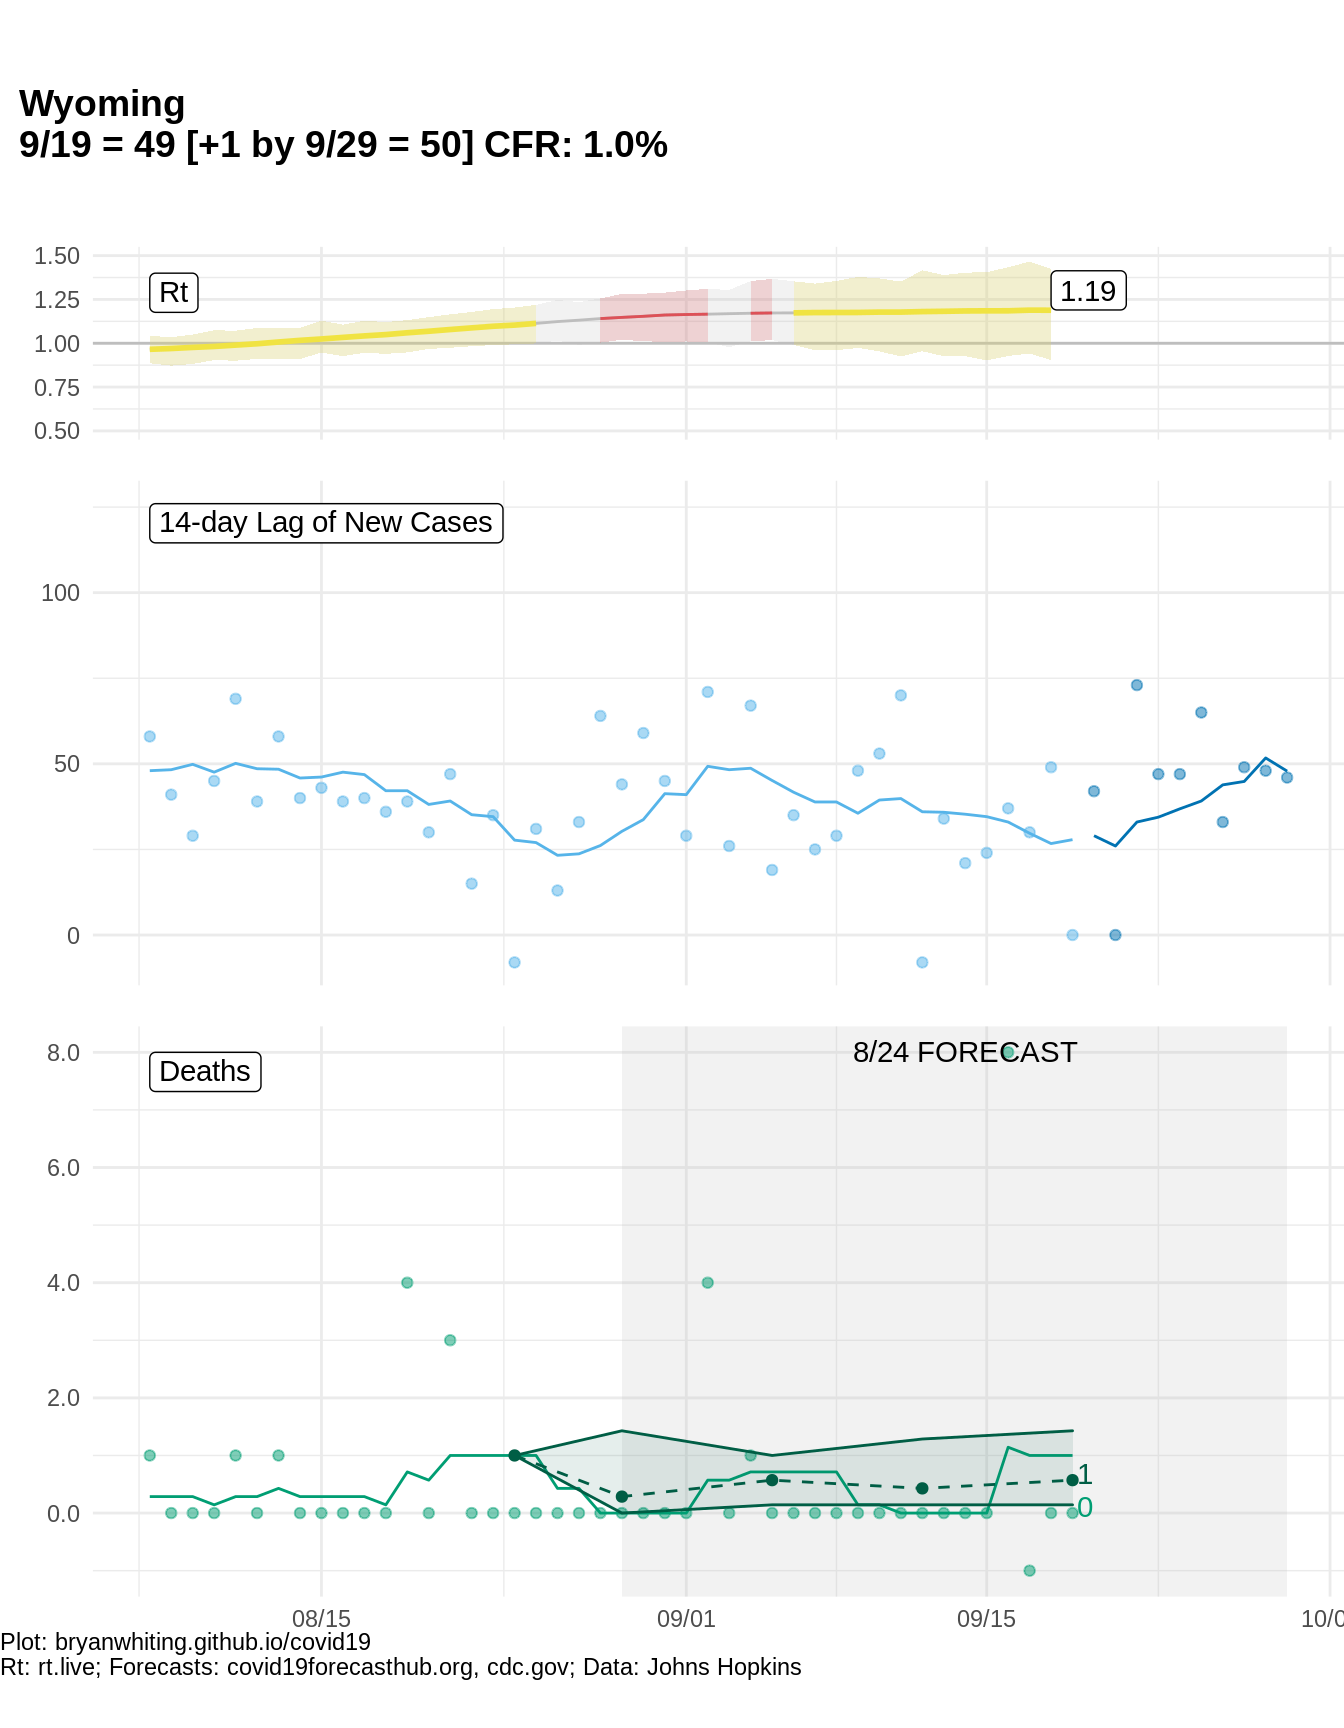 Wyoming
9/19 = 49 [+1 by 9/29 = 50] CFR: 1.0%
1.50
1.25
1.00
0.75
0.50
Rt
1.19
14-day Lag of New Cases
100
50
0
8.0
6.0
4.0
2.0
0.0
Deaths
8/24 FORECAST
1
0
08/15
09/01
09/15
10/0
Plot: bryanwhiting.github.io/covid19
Rt: rt.live; Forecasts: covid19forecasthub.org, cdc.gov; Data: Johns Hopkins